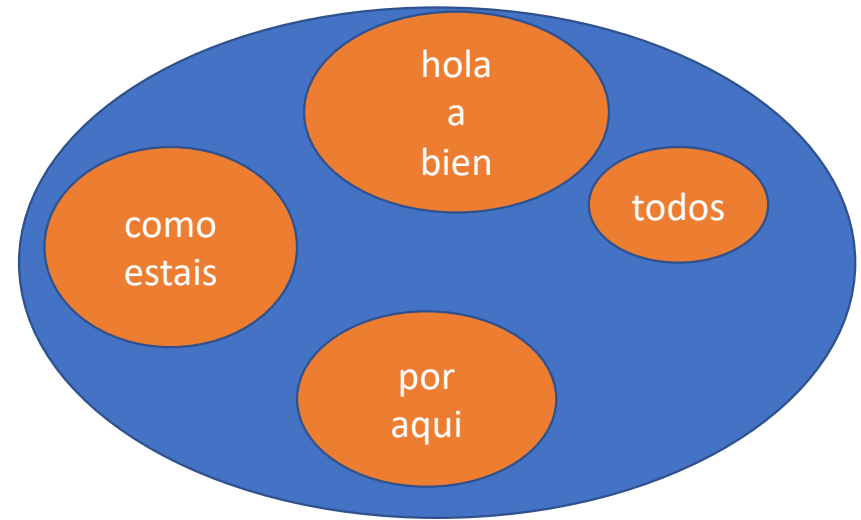 hola
a
bien
todos
como
estais
por
aqui